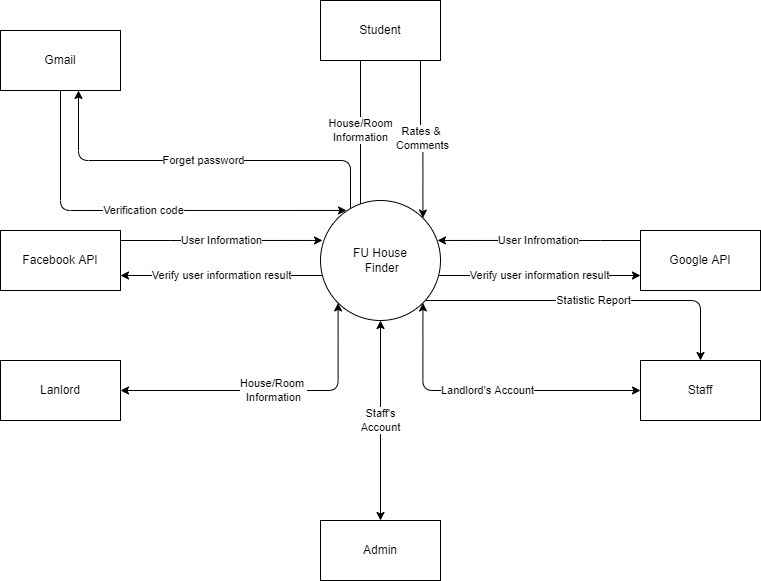 Student
Gmail
House/Room
Information
Rates &
Comments
Forget password
Verification code
User Information
FU House
Finder
User Infromation
Facebook API
Google API
Verify user information result
Verify user information result
Statistic Report
Lanlord
House/Room
Information
Landlord's Account
Staff
Staff's
Account
Admin